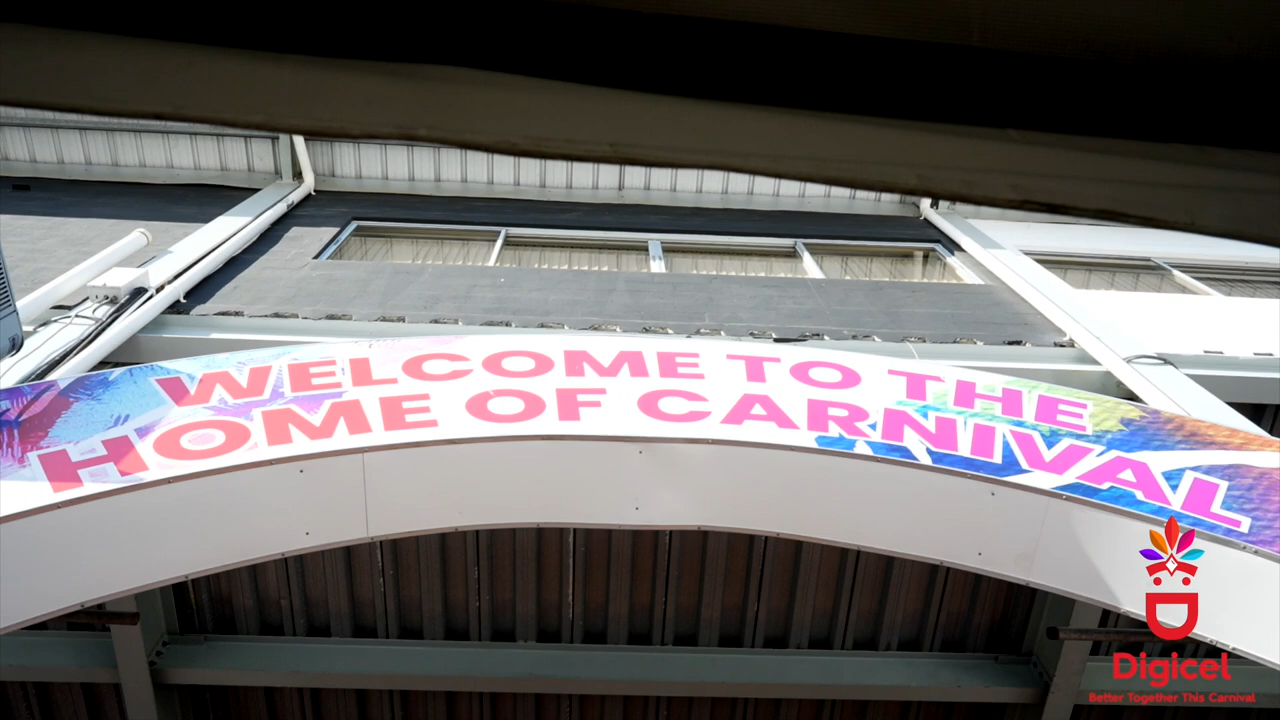 WELCOME TO THE
HOME OF CARNIVAL
Digicel
Better Together This Carnival